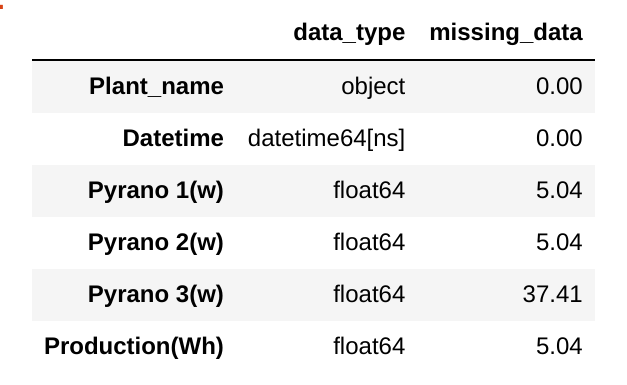 data_type missing_data
Plant_name object 0.00
Datetime datetime64[ns] 0.00
Pyrano 1(w) float64 5.04
Pyrano 2(w) float64 5.04
Pyrano 3(w) float64 37.41
Production(Wh) float64 5.04